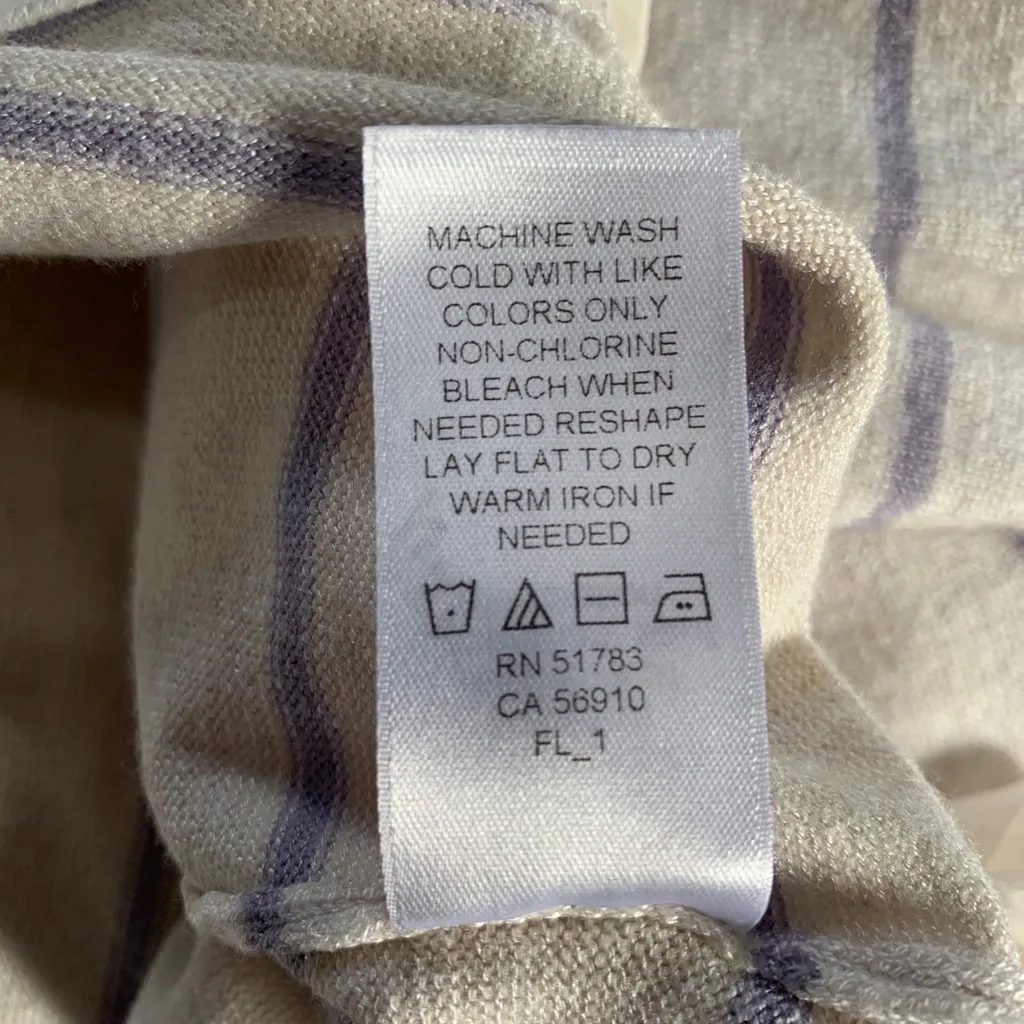 MACHINE WASH
COLD WITH LIKE
COLORS ONLY
NON-CHLORINE
BLEACH WHEN
NEEDED RESHAPE
LAY FLAT TO DRY
WARM IRON IF
NEEDED
RN 51783
CA 56910
FL_1